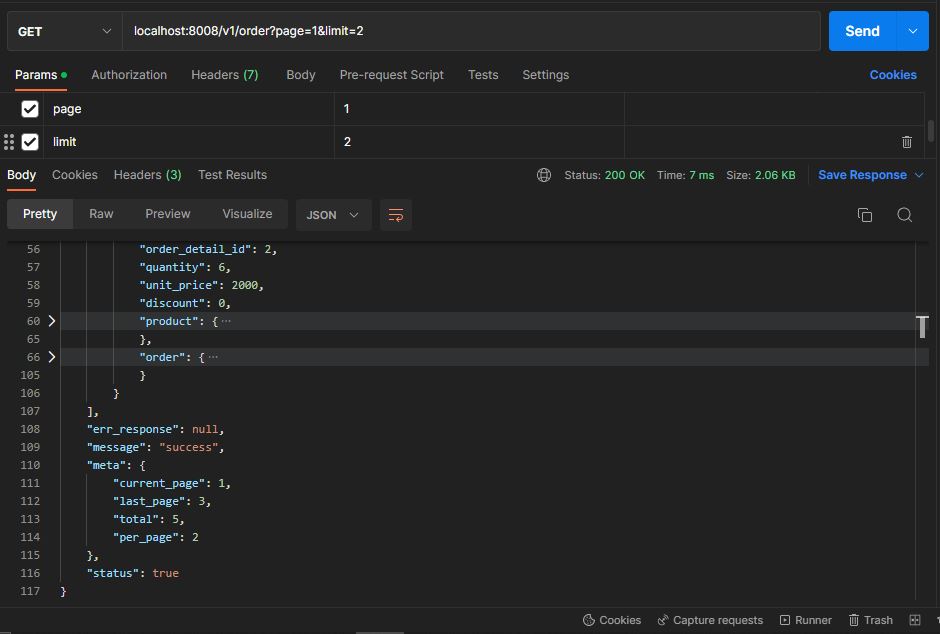 GET localhost:8008/v1/order?page=1&limit=2 Send
Params Authorization Headers (7) Body Pre-request Script Tests Settings Cookies
page 1
limit 2
Body Cookies Headers (3) Test Results Status: 200 OK Time: 7 ms Size: 2.06 KB Save Response
Pretty Raw Preview Visualize JSON
56 "order_detail_id": 2,
57 "quantity": 6,
58 "unit_price": 2000,
59 "discount": 0,
60 "product": { ⋯
65 },
66 "order": { ⋯
105 }
106 }
107 ],
108 "err_response": null,
109 "message": "success",
110 "meta": {
111 "current_page": 1,
112 "last_page": 3,
113 "total": 5,
114 "per_page": 2
115 },
116 "status": true
117 }
Cookies Capture requests Runner Trash